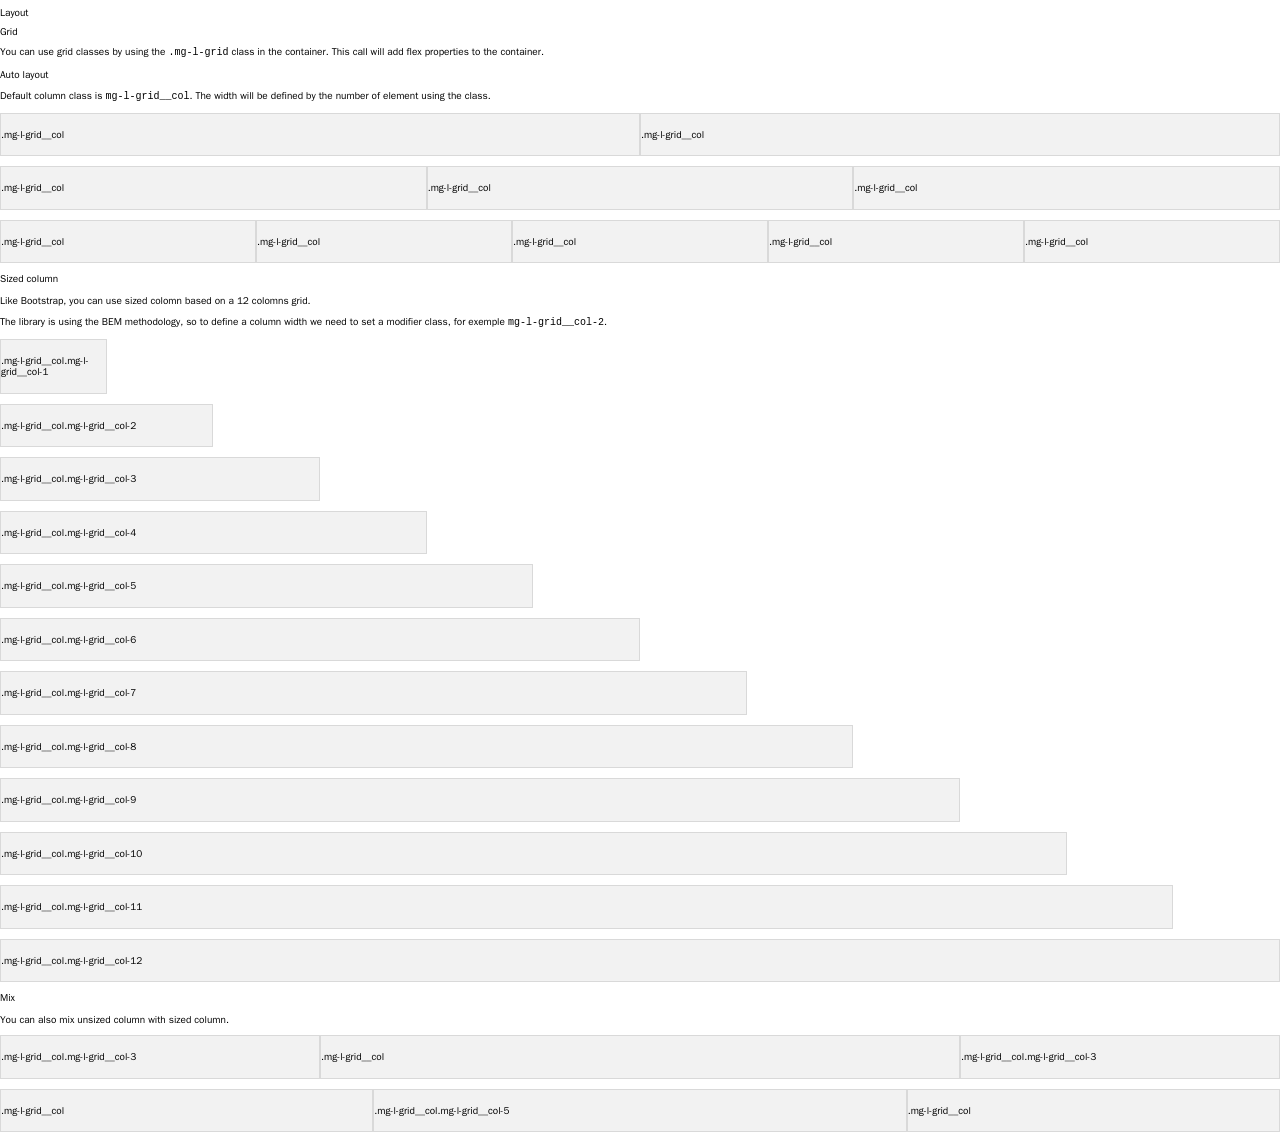 Layout
Grid
You can use grid classes by using the .mg-l-grid class in the container. This call will add flex properties to the container.
Auto layout
Default column class is mg-l-grid__col. The width will be defined by the number of element using the class.
.mg-l-grid__col .mg-l-grid__col
.mg-l-grid__col .mg-l-grid__col .mg-l-grid__col
.mg-l-grid__col .mg-l-grid__col .mg-l-grid__col .mg-l-grid__col .mg-l-grid__col
Sized column
Like Bootstrap, you can use sized colomn based on a 12 colomns grid.
The library is using the BEM methodology, so to define a column width we need to set a modifier class, for exemple mg-l-grid__col-2.
.mg-l-grid__col.mg-l-
grid__col-1
.mg-l-grid__col.mg-l-grid__col-2
.mg-l-grid__col.mg-l-grid__col-3
.mg-l-grid__col.mg-l-grid__col-4
.mg-l-grid__col.mg-l-grid__col-5
.mg-l-grid__col.mg-l-grid__col-6
.mg-l-grid__col.mg-l-grid__col-7
.mg-l-grid__col.mg-l-grid__col-8
.mg-l-grid__col.mg-l-grid__col-9
.mg-l-grid__col.mg-l-grid__col-10
.mg-l-grid__col.mg-l-grid__col-11
.mg-l-grid__col.mg-l-grid__col-12
Mix
You can also mix unsized column with sized column.
.mg-l-grid__col.mg-l-grid__col-3 .mg-l-grid__col .mg-l-grid__col.mg-l-grid__col-3
.mg-l-grid__col .mg-l-grid__col.mg-l-grid__col-5 .mg-l-grid__col